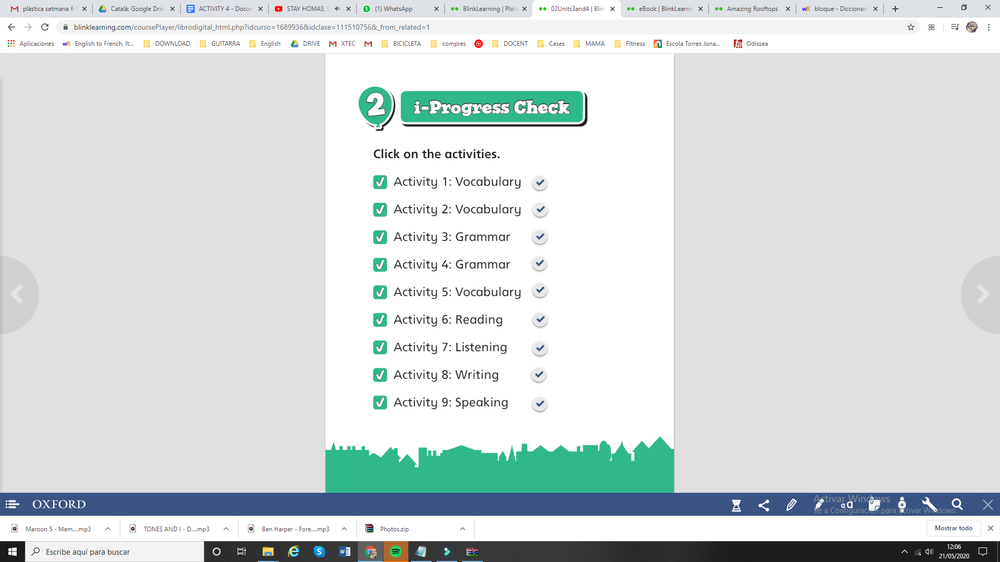 plàstica setmana 6
Català: Google Drive
ACTIVITY 4 - Docum
STAY HOMAS, G
(1) WhatsApp
BlinkLearning | Plata
02Units3and4 | Blink
eBook | BlinkLearnin
Amazing Rooftops
bloque - Diccionario
blinklearning.com/coursePlayer/librodigital_html.php?idcurso=1689936&idclase=111510756&_from_related=1
Aplicaciones
English to French, It...
DOWNLOAD
GUITARRA
English
DRIVE
XTEC
BICICLETA
compres
DOCENT
Cases
MAMA
FItness
Escola Torres Jona...
Odissea
2
i-Progress Check
Click on the activities.
Activity 1: Vocabulary
Activity 2: Vocabulary
Activity 3: Grammar
Activity 4: Grammar
Activity 5: Vocabulary
Activity 6: Reading
Activity 7: Listening
Activity 8: Writing
Activity 9: Speaking
OXFORD
aa
Activar Windows
Ve a Configuración para activar Windows.
Maroon 5 - Mem....mp3
TONES AND I - D....mp3
Ben Harper - Fore....mp3
Photos.zip
Mostrar todo
Escribe aquí para buscar
12:06
21/05/2020